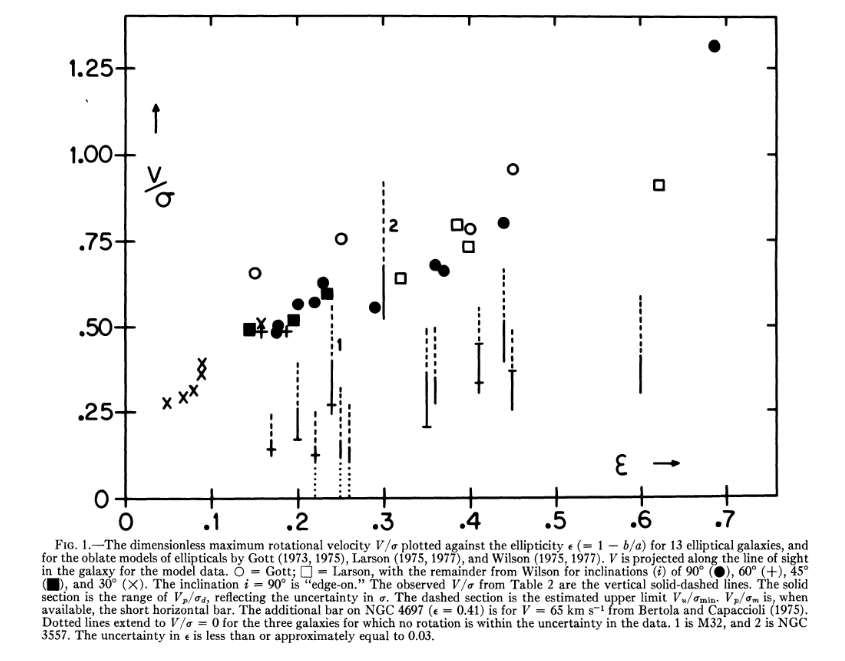 1.25
1.00
V/σ
.75
2
.50
1
.25
ε
0
0 .1 .2 .3 .4 .5 .6 .7
FIG. 1.—The dimensionless maximum rotational velocity V/σ plotted against the ellipticity ε (= 1 − b/a) for 13 elliptical galaxies, and
for the oblate models of ellipticals by Gott (1973, 1975), Larson (1975, 1977), and Wilson (1975, 1977). V is projected along the line of sight
in the galaxy for the model data. ○ = Gott; □ = Larson, with the remainder from Wilson for inclinations (i) of 90° (●), 60° (+), 45°
(■), and 30° (×). The inclination i = 90° is "edge-on." The observed V/σ from Table 2 are the vertical solid-dashed lines. The solid
section is the range of Vp/σd, reflecting the uncertainty in σ. The dashed section is the estimated upper limit Vu/σmin. Vp/σm is, when
available, the short horizontal bar. The additional bar on NGC 4697 (ε = 0.41) is for V = 65 km s⁻¹ from Bertola and Capaccioli (1975).
Dotted lines extend to V/σ = 0 for the three galaxies for which no rotation is within the uncertainty in the data. 1 is M32, and 2 is NGC
3557. The uncertainty in ε is less than or approximately equal to 0.03.